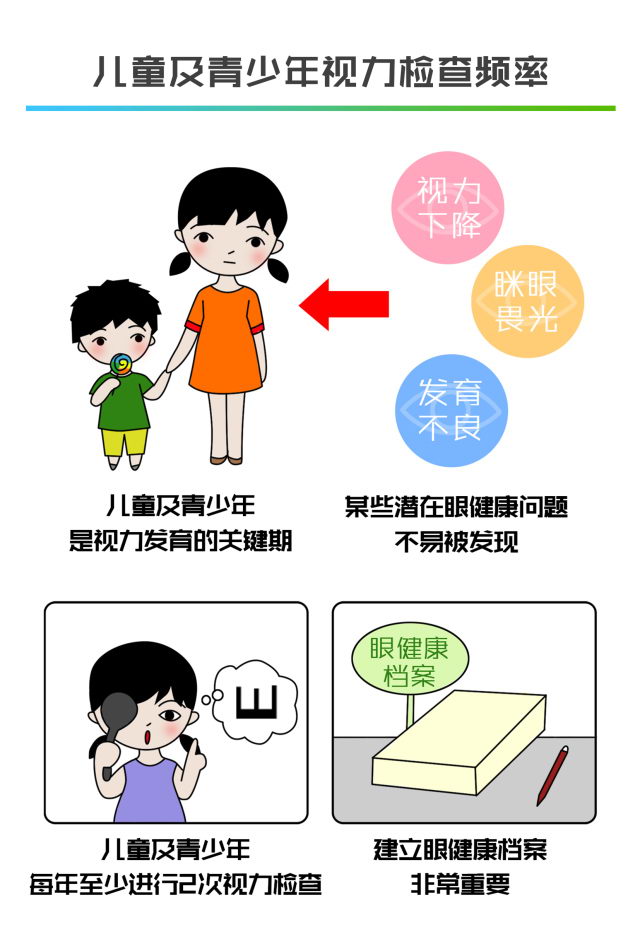 儿童及青少年视力检查频率
视力
下降
眯眼
畏光
发育
不良
儿童及青少年
是视力发育的关键期
某些潜在眼健康问题
不易被发现
E
眼健康
档案
儿童及青少年
每年至少进行2次视力检查
建立眼健康档案
非常重要